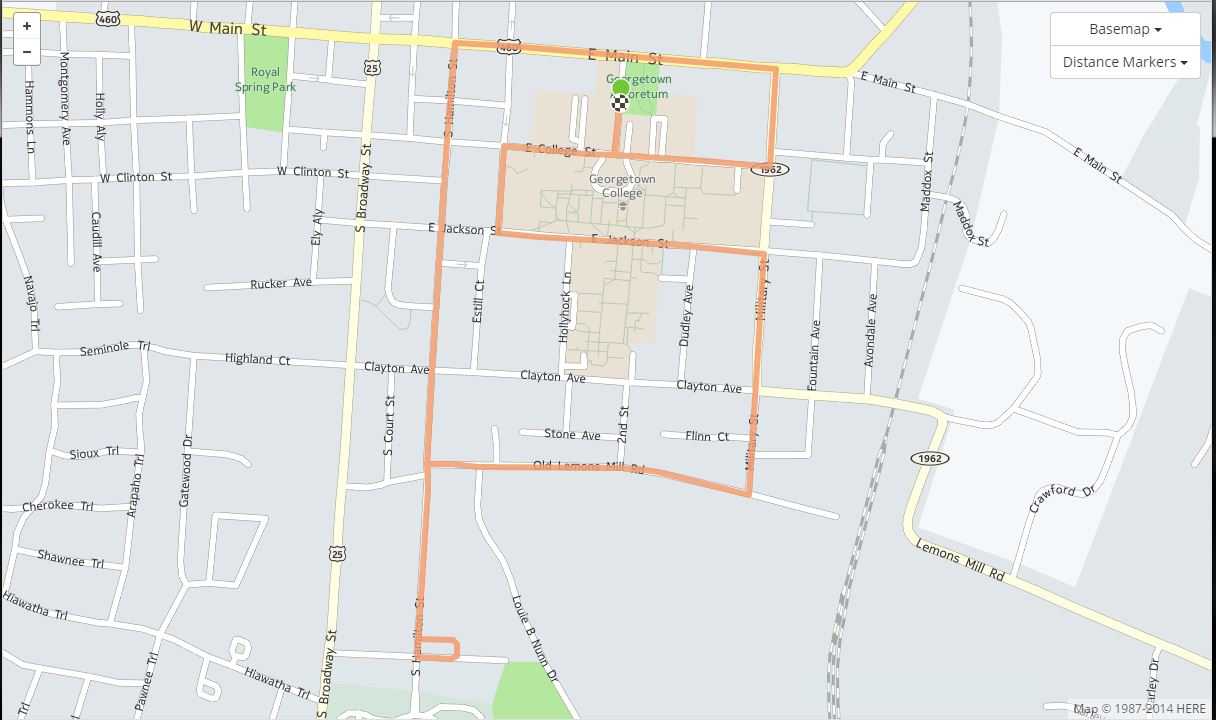 460
W Main St
+
−
Basemap
Distance Markers
25
460
E Main St
Royal
Spring Park
Georgetown
E Main St
Hammons Ln
Montgomery Ave
Holly Aly
S Hamilton St
E College St
1962
E Main St
W Clinton St
W Clinton St
S Broadway St
Georgetown
College
Maddox St
Maddox St
Caudill Ave
Ely Aly
E Jackson S
E Jackson St
Rucker Ave
Navajo Trl
Estill Ct
Hollyhock Ln
Dudley Ave
Military St
Fountain Ave
Avondale Ave
Seminole Trl
Highland Ct
Clayton Ave
Clayton Ave
Clayton Ave
S Court St
2nd St
Stone Ave
Flinn Ct
Military St
Sioux Trl
Arapaho Trl
Gatewood Dr
Old Lemons Mill Rd
1962
Crawford Dr
Cherokee Trl
Shawnee Trl
25
Lemons Mill Rd
Hiawatha Trl
S Hamilton St
Louie B Nunn Dr
Pawnee Trl
Hiawatha Trl
S Broadway St
S H
Trl
Trl
arley Dr
Map © 1987-2014 HERE